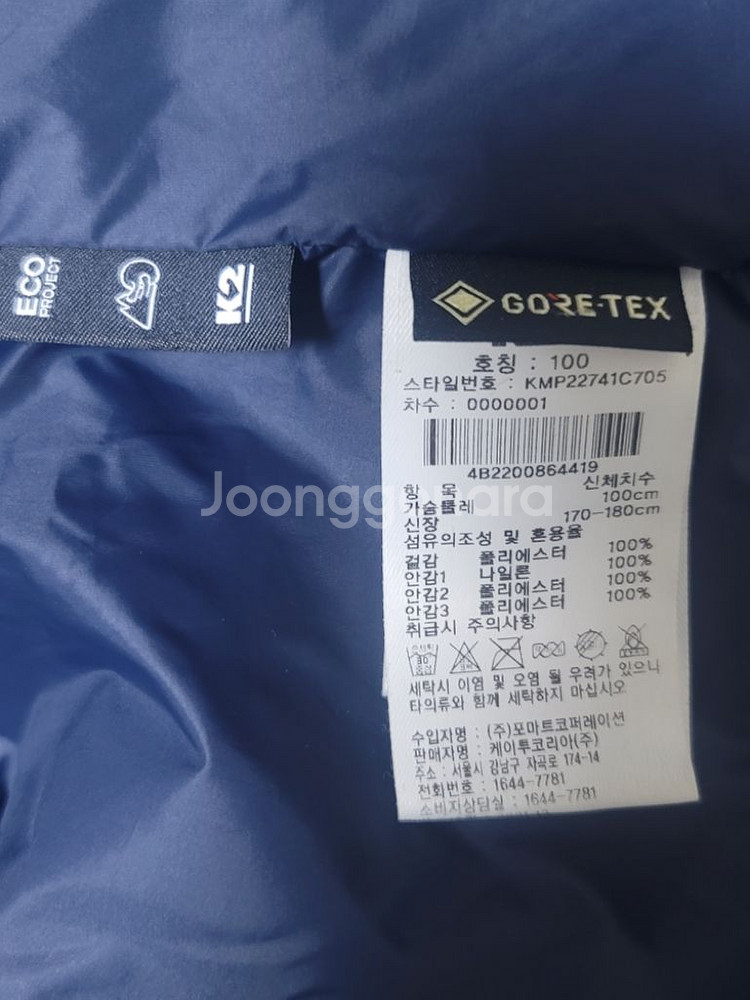 ECO
PROJECT
K2
GORE-TEX
호칭 : 100
스타일번호 : KMP22741C705
차수 : 0000001
4B2200864419
항 목 신체치수
가슴둘레 100cm
신장 170-180cm
섬유의조성 및 혼용율
겉감 폴리에스터 100%
안감1 나일론 100%
안감2 폴리에스터 100%
안감3 폴리에스터 100%
취급시 주의사항
세탁시 이염 및 오염 될 우려가 있으니
타의류와 함께 세탁하지 마십시오
수입자명 : (주)포마트코퍼레이션
판매자명 : 케이투코리아(주)
주소 : 서울시 강남구 자곡로 174-14
전화번호 : 1644-7781
소비자상담실 : 1644-7781
Joonggonara